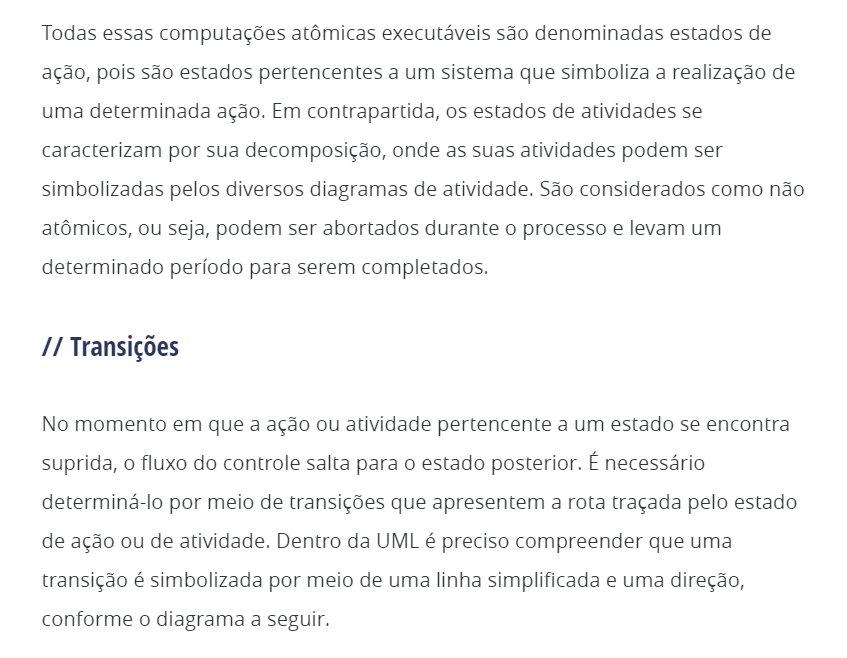 Todas essas computações atômicas executáveis são denominadas estados de
ação, pois são estados pertencentes a um sistema que simboliza a realização de
uma determinada ação. Em contrapartida, os estados de atividades se
caracterizam por sua decomposição, onde as suas atividades podem ser
simbolizadas pelos diversos diagramas de atividade. São considerados como não
atômicos, ou seja, podem ser abortados durante o processo e levam um
determinado período para serem completados.
// Transições
No momento em que a ação ou atividade pertencente a um estado se encontra
suprida, o fluxo do controle salta para o estado posterior. É necessário
determiná-lo por meio de transições que apresentem a rota traçada pelo estado
de ação ou de atividade. Dentro da UML é preciso compreender que uma
transição é simbolizada por meio de uma linha simplificada e uma direção,
conforme o diagrama a seguir.